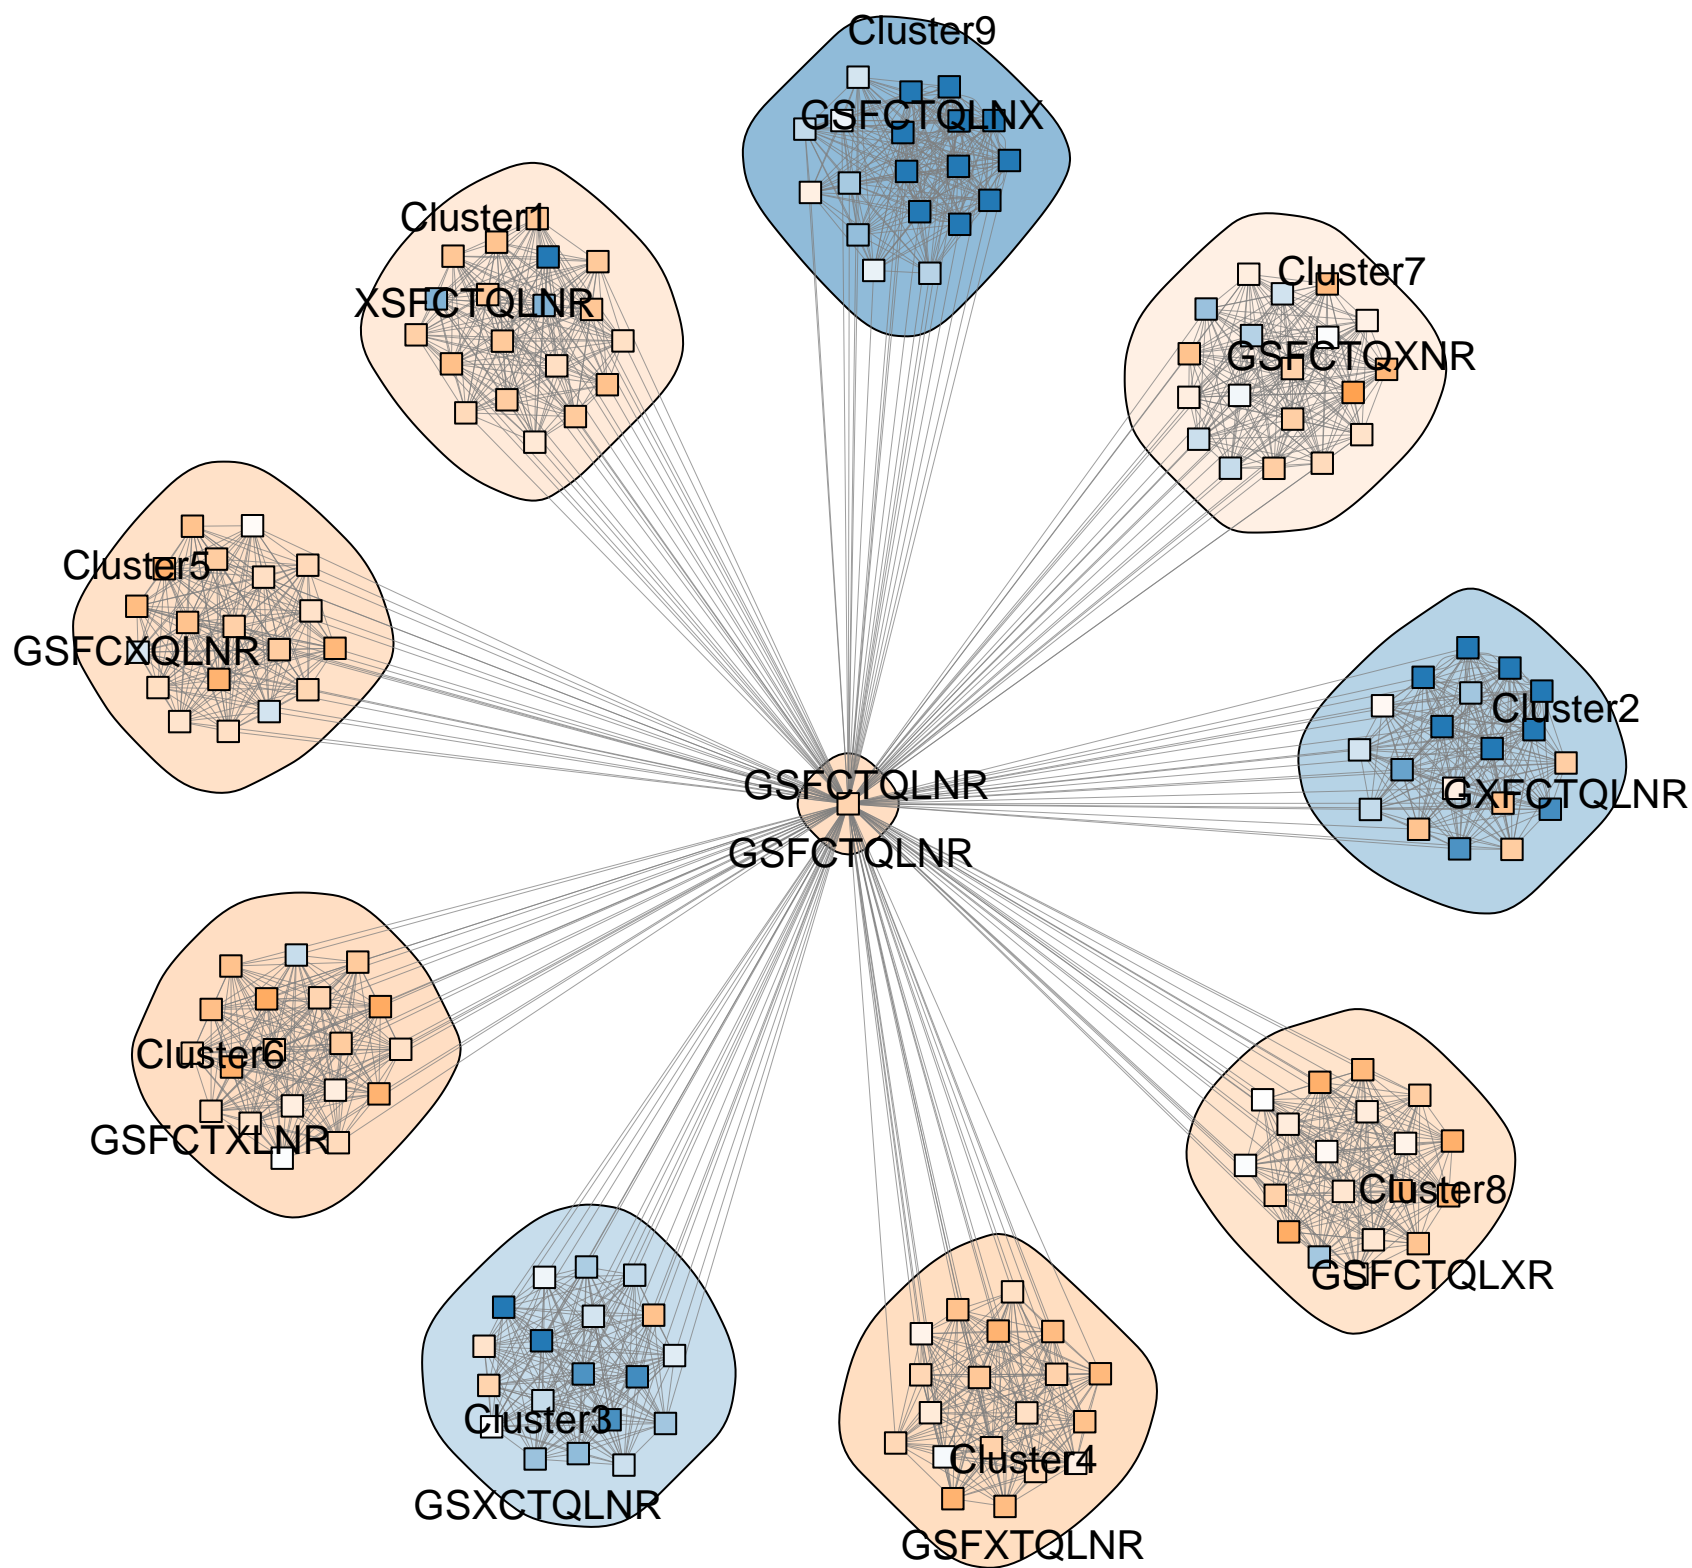 Cluster9
GSFCTQLNX
Cluster1
XSFCTQLNR
Cluster7
GSFCTQXNR
Cluster5
GSFCXQLNR
Cluster2
GXFCTQLNR
GSFCTQLNR
GSFCTQLNR
Cluster6
GSFCTXLNR
Cluster8
GSFCTQLXR
Cluster3
GSXCTQLNR
Cluster4
GSFXTQLNR